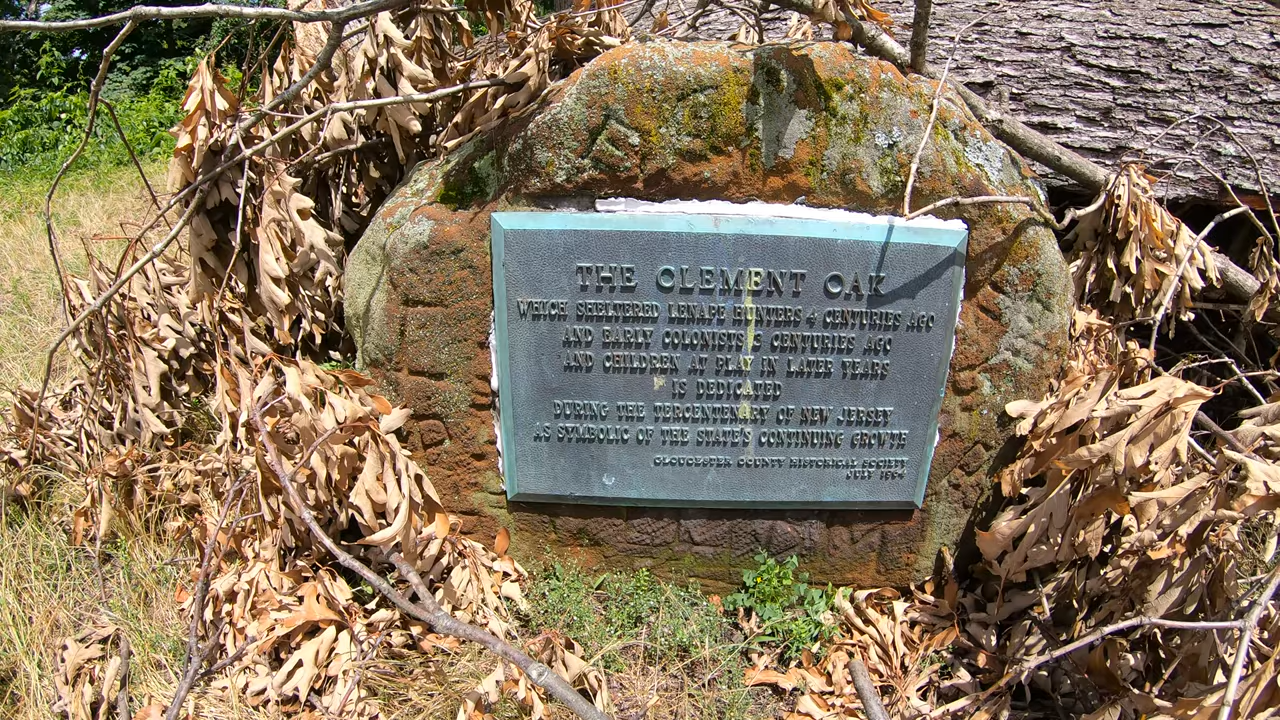 THE CLEMENT OAK
WHICH SHELTERED LENAPE HUNTERS 4 CENTURIES AGO
AND EARLY COLONISTS 3 CENTURIES AGO
AND CHILDREN AT PLAY IN LATER YEARS
IS DEDICATED
DURING THE TERCENTENARY OF NEW JERSEY
AS SYMBOLIC OF THE STATE'S CONTINUING GROWTH
GLOUCESTER COUNTY HISTORICAL SOCIETY
JULY 1964